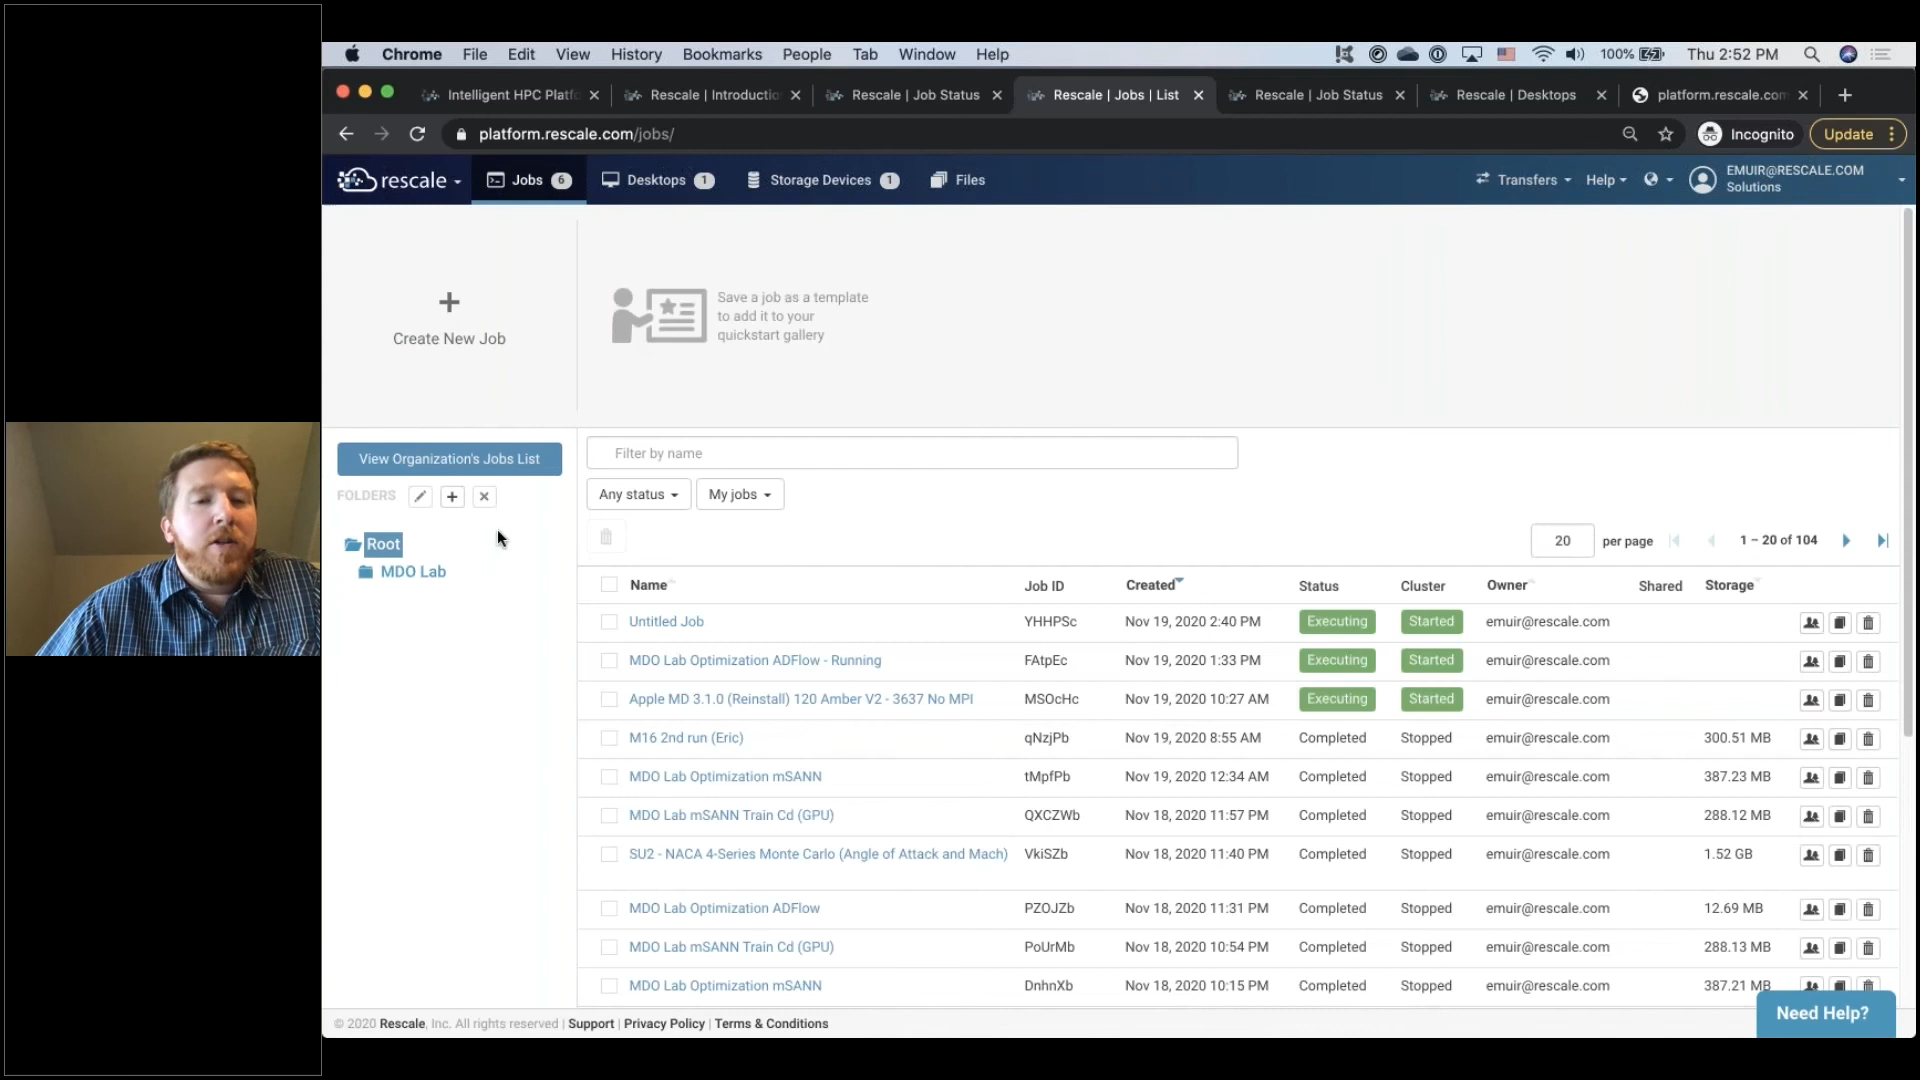 Chrome File Edit View History Bookmarks People Tab Window Help 100% Thu 2:52 PM
Intelligent HPC Platfo Rescale | Introductio Rescale | Job Status Rescale | Jobs | List Rescale | Job Status Rescale | Desktops platform.rescale.com
platform.rescale.com/jobs/ Incognito Update
rescale Jobs 6 Desktops 1 Storage Devices 1 Files Transfers Help EMUIR@RESCALE.COM
Solutions
Create New Job
Save a job as a template
to add it to your
quickstart gallery
View Organization's Jobs List
FOLDERS
Root
MDO Lab
Filter by name
Any status My jobs
20 per page 1 – 20 of 104
Name Job ID Created Status Cluster Owner Shared Storage
Untitled Job YHHPSc Nov 19, 2020 2:40 PM Executing Started emuir@rescale.com
MDO Lab Optimization ADFlow - Running FAtpEc Nov 19, 2020 1:33 PM Executing Started emuir@rescale.com
Apple MD 3.1.0 (Reinstall) 120 Amber V2 - 3637 No MPI MSOcHc Nov 19, 2020 10:27 AM Executing Started emuir@rescale.com
M16 2nd run (Eric) qNzjPb Nov 19, 2020 8:55 AM Completed Stopped emuir@rescale.com 300.51 MB
MDO Lab Optimization mSANN tMpfPb Nov 19, 2020 12:34 AM Completed Stopped emuir@rescale.com 387.23 MB
MDO Lab mSANN Train Cd (GPU) QXCZWb Nov 18, 2020 11:57 PM Completed Stopped emuir@rescale.com 288.12 MB
SU2 - NACA 4-Series Monte Carlo (Angle of Attack and Mach) VkiSZb Nov 18, 2020 11:40 PM Completed Stopped emuir@rescale.com 1.52 GB
MDO Lab Optimization ADFlow PZOJZb Nov 18, 2020 11:31 PM Completed Stopped emuir@rescale.com 12.69 MB
MDO Lab mSANN Train Cd (GPU) PoUrMb Nov 18, 2020 10:54 PM Completed Stopped emuir@rescale.com 288.13 MB
MDO Lab Optimization mSANN DnhnXb Nov 18, 2020 10:15 PM Completed Stopped emuir@rescale.com 387.21 MB
© 2020 Rescale, Inc. All rights reserved | Support | Privacy Policy | Terms & Conditions
Need Help?